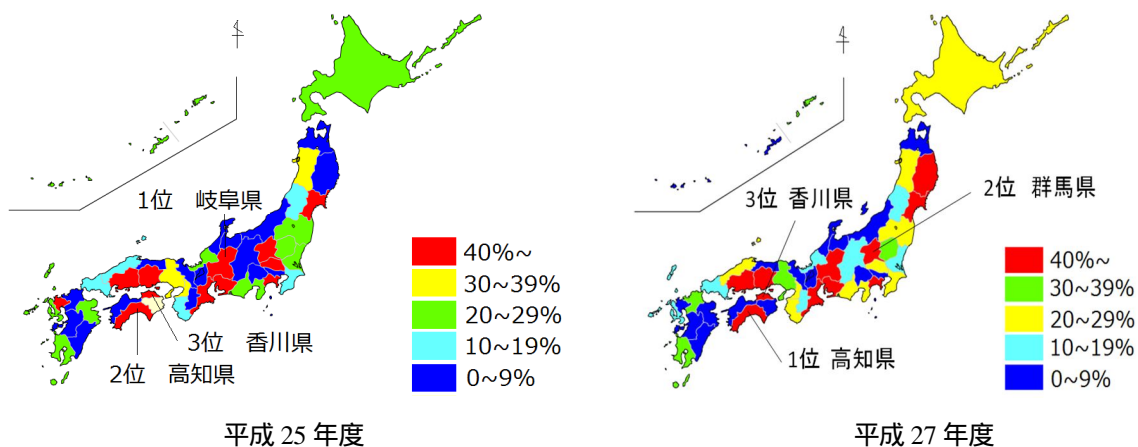 1位 岐阜県
2位 高知県
3位 香川県
40%~
30~39%
20~29%
10~19%
0~9%
平成 25 年度
3位 香川県
2位 群馬県
1位 高知県
40%~
30~39%
20~29%
10~19%
0~9%
平成 27 年度